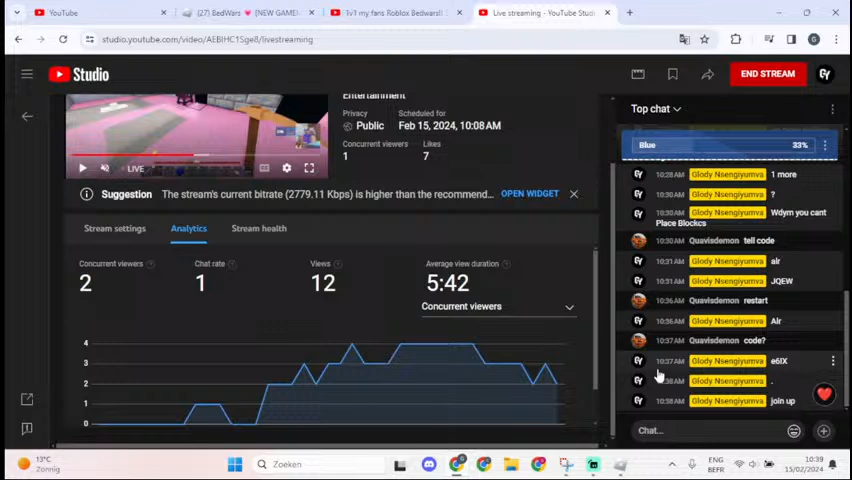 YouTube
(27) BedWars
[NEW GAME!
1v1 my fans Roblox Bedwars!!
Live streaming - YouTube Studi
studio.youtube.com/video/AEBtHC1Sge8/livestreaming
G
Studio
END STREAM
GY
Entertainment
Privacy
Public
Scheduled for
Feb 15, 2024, 10:08 AM
Concurrent viewers
1
Likes
7
LIVE
Suggestion The stream's current bitrate (2779.11 Kbps) is higher than the recommend...
OPEN WIDGET
Stream settings
Analytics
Stream health
Concurrent viewers
2
Chat rate
1
Views
12
Average view duration
5:42
Concurrent viewers
4
3
2
1
0
Top chat
Blue 33%
10:28 AM Glody Nsengiyumva 1 more
10:30 AM Glody Nsengiyumva ?
10:30 AM Glody Nsengiyumva Wdym you cant
Place Blockcs
10:30 AM Quavisdemon tell code
10:31 AM Glody Nsengiyumva alr
10:31 AM Glody Nsengiyumva JQEW
10:36 AM Quavisdemon restart
10:36 AM Glody Nsengiyumva Alr
10:37 AM Quavisdemon code?
10:37 AM Glody Nsengiyumva
:38 AM Glody Nsengiyumva .
10:38 AM Glody Nsengiyumva join up
Chat...
13°C
Zonnig
Zoeken
ENG
BEFR
10:39
15/02/2024